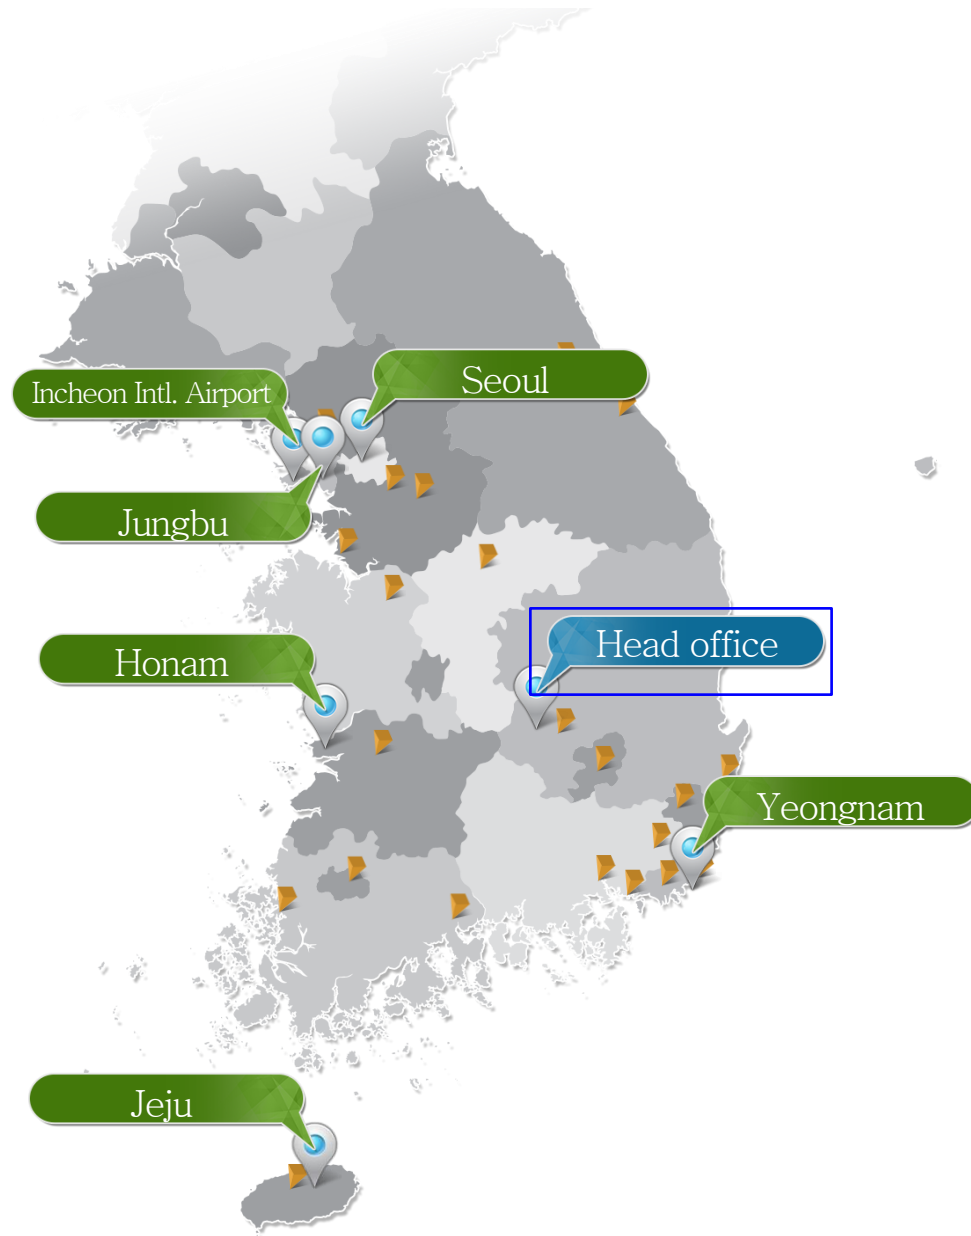 Seoul
Incheon Intl. Airport
Jungbu
Head office
Honam
Yeongnam
Jeju